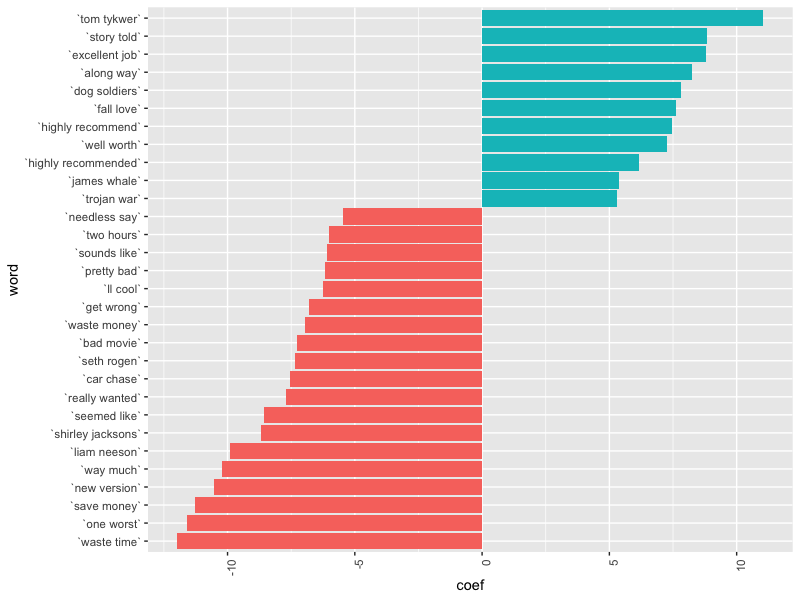 `tom tykwer`
`story told`
`excellent job`
`along way`
`dog soldiers`
`fall love`
`highly recommend`
`well worth`
`highly recommended`
`james whale`
`trojan war`
`needless say`
`two hours`
`sounds like`
`pretty bad`
`ll cool`
`get wrong`
`waste money`
`bad movie`
`seth rogen`
`car chase`
`really wanted`
`seemed like`
`shirley jacksons`
`liam neeson`
`way much`
`new version`
`save money`
`one worst`
`waste time`
word
-10 -5 0 5 10
coef